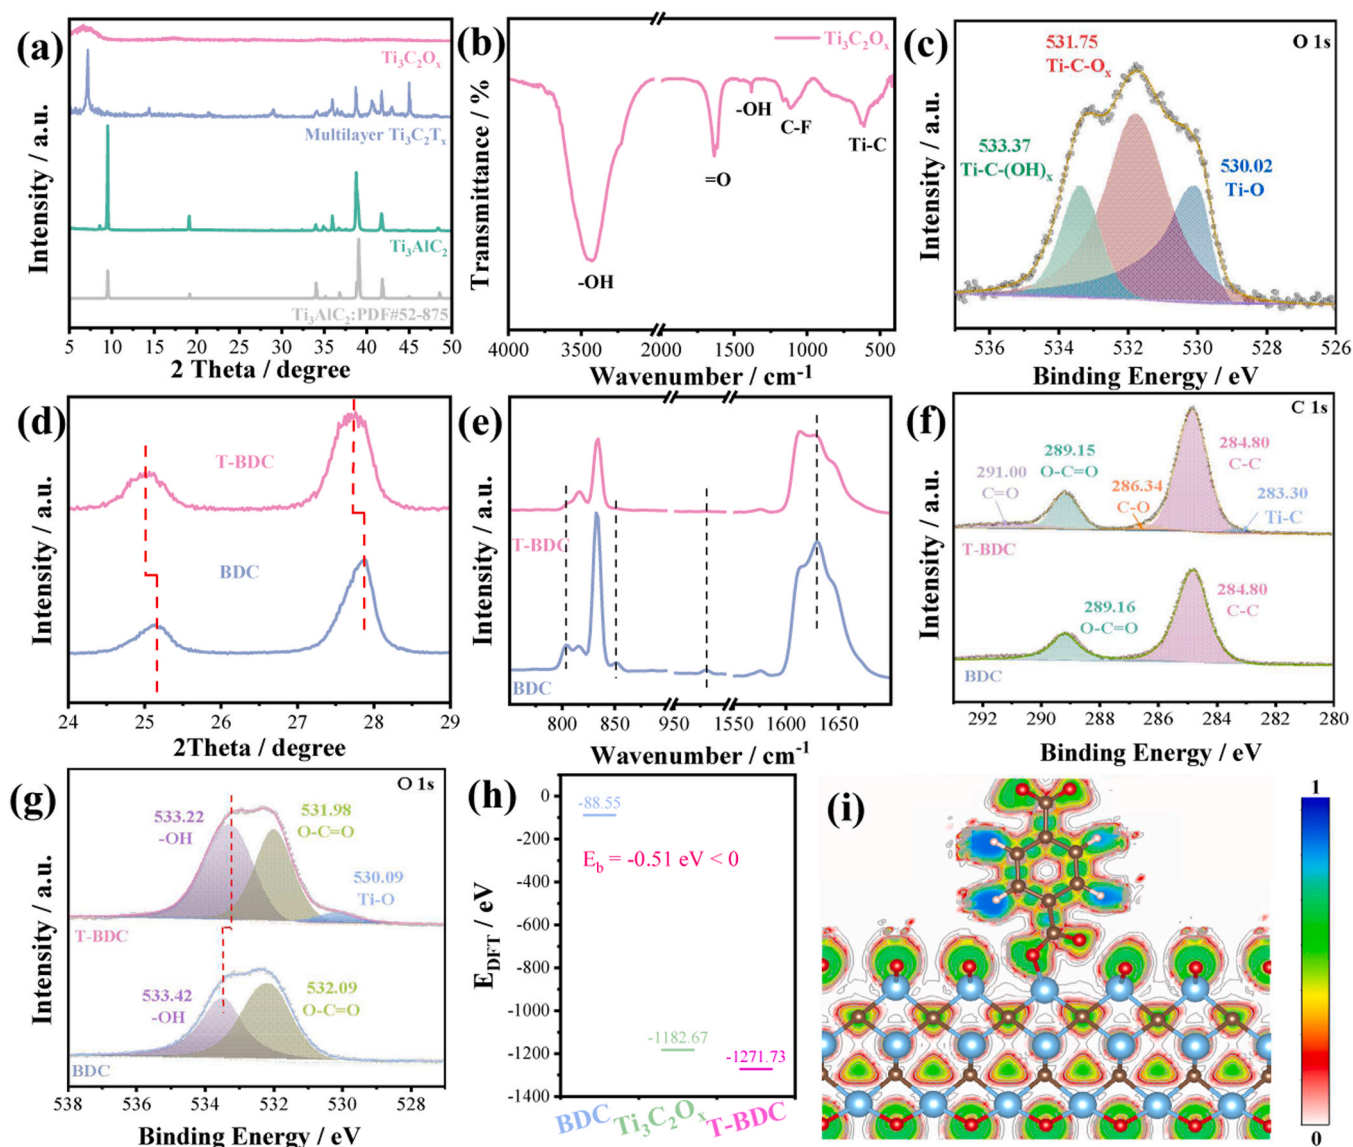 (a)
Ti3C2Ox
Multilayer Ti3C2Tx
Ti3AlC2
Ti3AlC2:PDF#52-875
Intensity / a.u.
5 10 15 20 25 30 35 40 45 50
2 Theta / degree
(b)
Ti3C2Ox
-OH
C-F
Ti-C
=O
-OH
Transmittance / %
4000 3000 2000 1500 1000 500
Wavenumber / cm-1
(c)
O 1s
531.75
Ti-C-Ox
533.37
Ti-C-(OH)x
530.02
Ti-O
Intensity / a.u.
536 534 532 530 528 526
Binding Energy / eV
(d)
T-BDC
BDC
Intensity / a.u.
24 25 26 27 28 29
2Theta / degree
(e)
T-BDC
BDC
Intensity / a.u.
800 850 950 950 1550 1600 1650
Wavenumber / cm-1
(f)
C 1s
284.80
C-C
289.15
O-C=O
291.00
C=O
286.34
C-O
283.30
Ti-C
T-BDC
289.16
O-C=O
284.80
C-C
BDC
Intensity / a.u.
292 290 288 286 284 282 280
Binding Energy / eV
(g)
O 1s
533.22
-OH
531.98
O-C=O
530.09
Ti-O
T-BDC
533.42
-OH
532.09
O-C=O
BDC
Intensity / a.u.
538 536 534 532 530 528
Binding Energy / eV
(h)
-88.55
Eb = -0.51 eV < 0
-1182.67
-1271.73
EDFT / eV
0
-200
-400
-600
-800
-1000
-1200
-1400
BDC Ti3C2Ox T-BDC
(i)
1
0